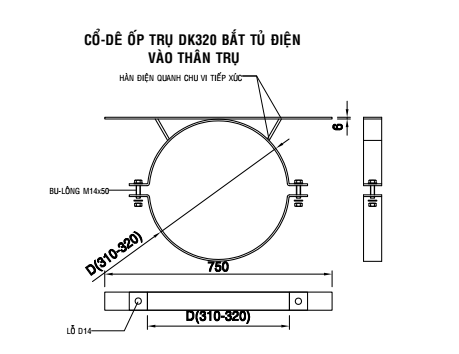 CỔ-DÊ ỐP TRỤ DK320 BẮT TỦ ĐIỆN
VÀO THÂN TRỤ
HÀN ĐIỆN QUANH CHU VI TIẾP XÚC
6
BU-LÔNG M14x50
D(310-320)
750
D(310-320)
LỖ D14